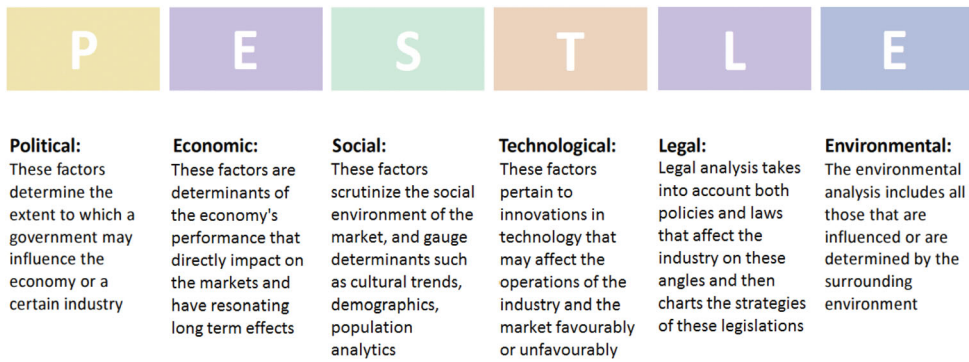 P E S T L E
Political:
These factors
determine the
extent to which a
government may
influence the
economy or a
certain industry
Economic:
These factors are
determinants of
the economy's
performance that
directly impact on
the markets and
have resonating
long term effects
Social:
These factors
scrutinize the social
environment of the
market, and gauge
determinants such
as cultural trends,
demographics,
population
analytics
Technological:
These factors
pertain to
innovations in
technology that
may affect the
operations of the
industry and the
market favourably
or unfavourably
Legal:
Legal analysis takes
into account both
policies and laws
that affect the
industry on these
angles and then
charts the strategies
of these legislations
Environmental:
The environmental
analysis includes all
those that are
influenced or are
determined by the
surrounding
environment